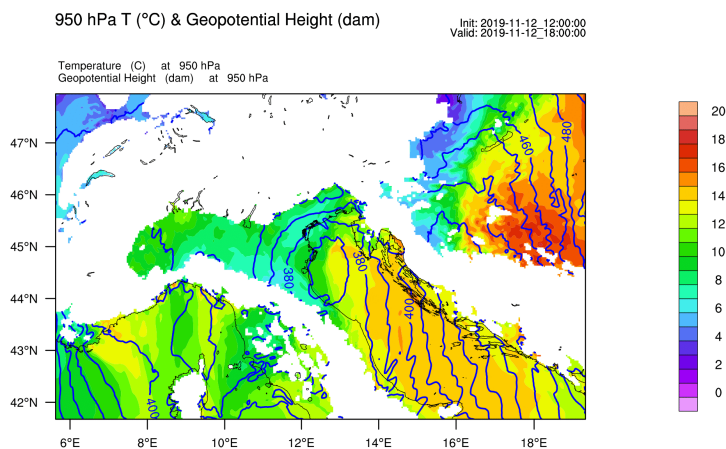 950 hPa T (°C) & Geopotential Height (dam)
Init: 2019-11-12_12:00:00
Valid: 2019-11-12_18:00:00
Temperature (C) at 950 hPa
Geopotential Height (dam) at 950 hPa
47°N
46°N
45°N
44°N
43°N
42°N
6°E
8°E
10°E
12°E
14°E
16°E
18°E
480
460
380
380
400
400
20
18
16
14
12
10
8
6
4
2
0